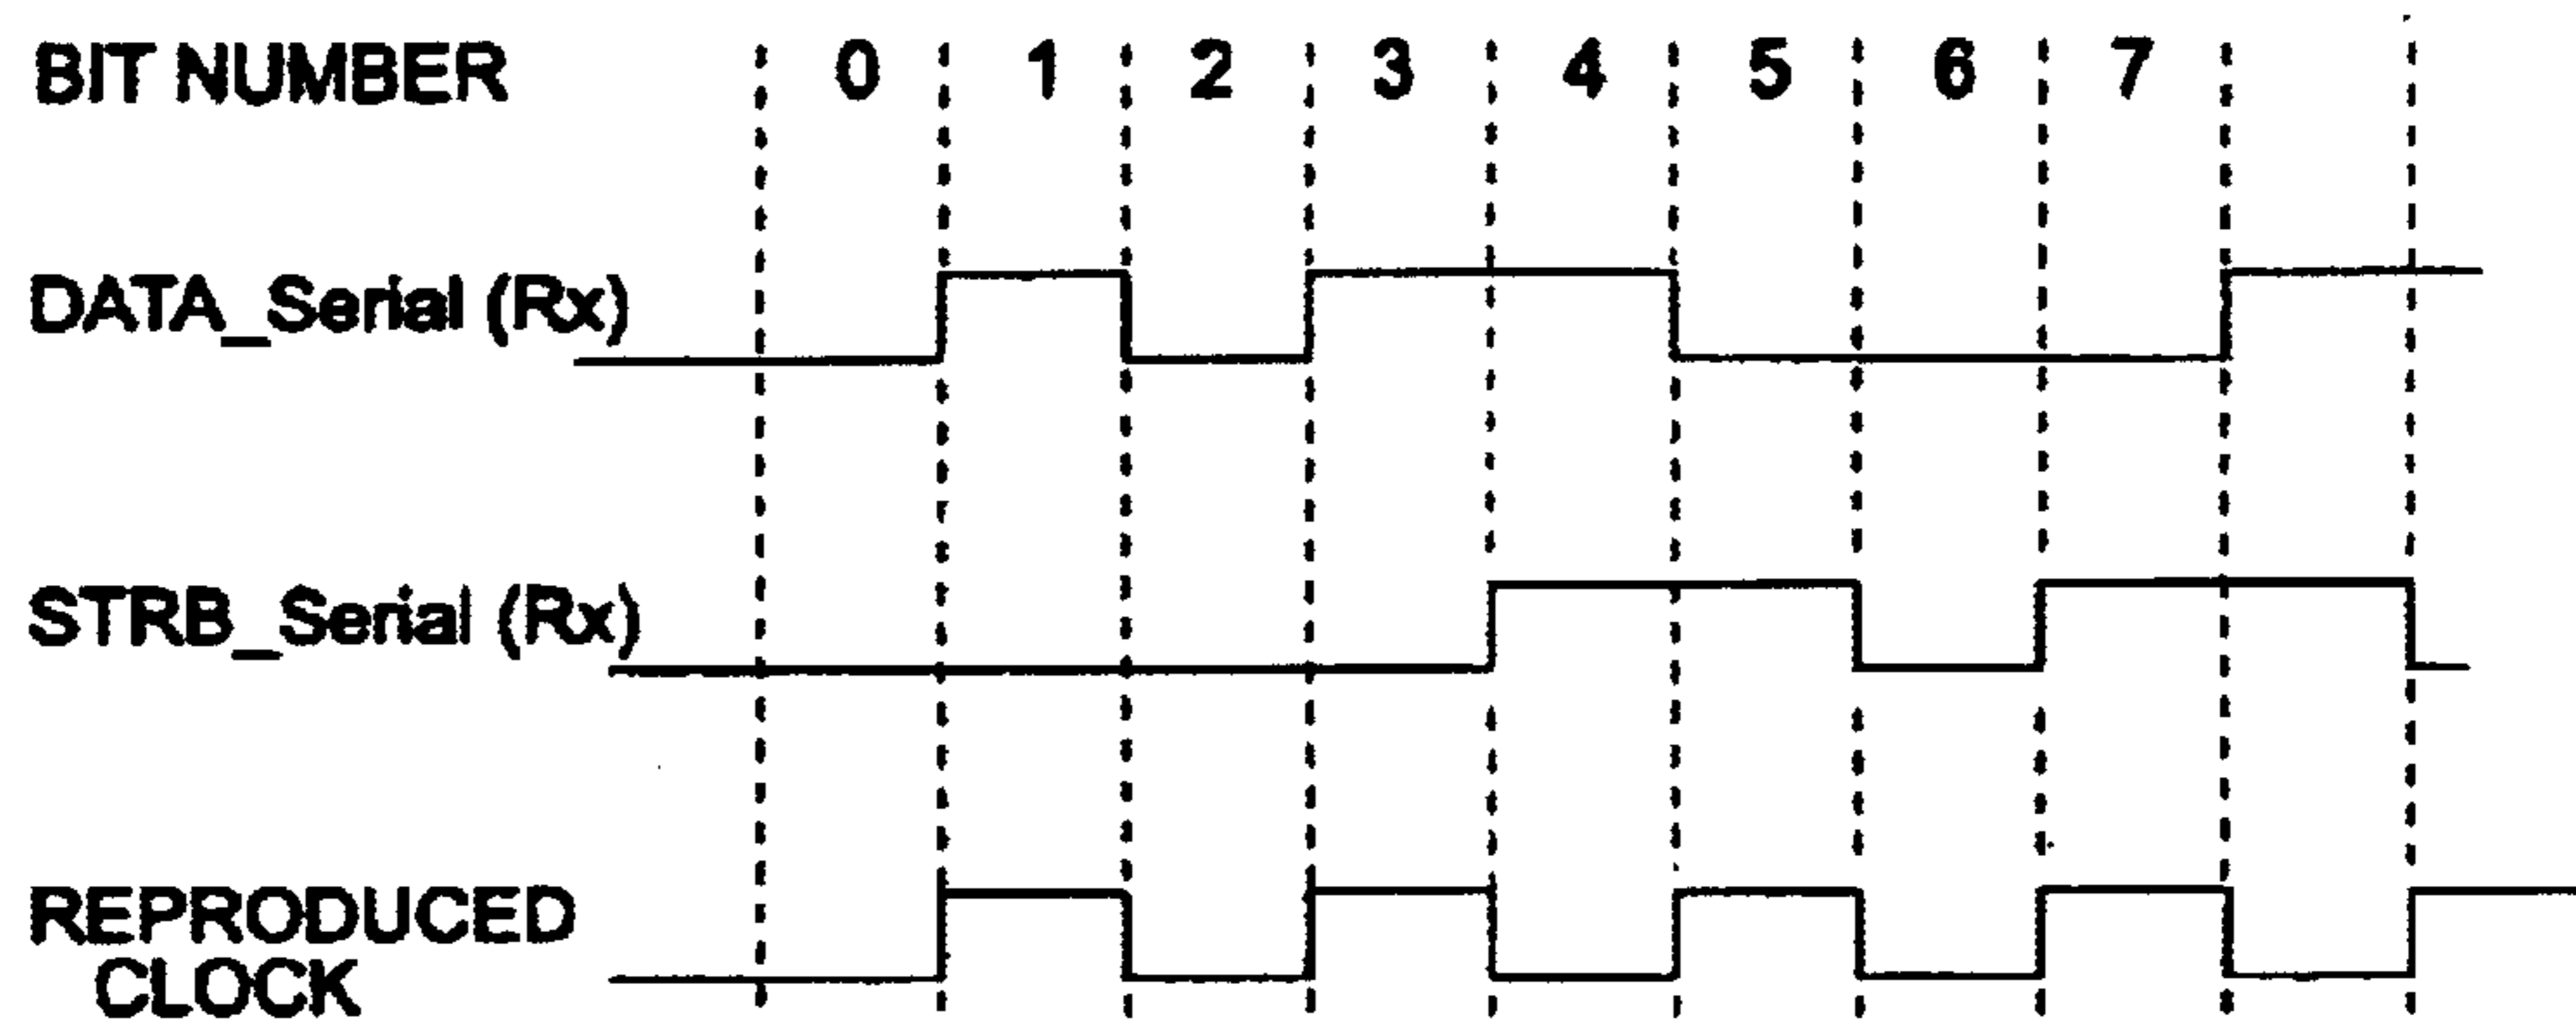 BIT NUMBER 0 1 2 3 4 5 6 7
DATA_Serial (Rx)
STRB_Serial (Rx)
REPRODUCED
CLOCK